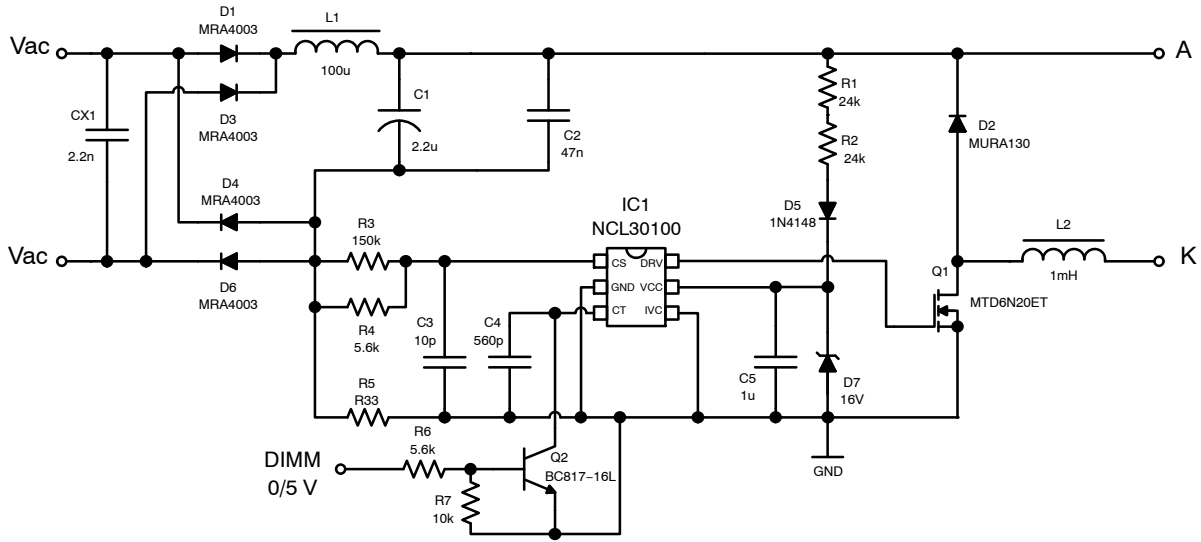 Vac
D1
MRA4003
L1
100u
A
D3
MRA4003
CX1
2.2n
C1
2.2u
C2
47n
R1
24k
R2
24k
D2
MURA130
D4
MRA4003
D5
1N4148
IC1
NCL30100
Vac
D6
MRA4003
R3
150k
CS
DRV
GND
VCC
CT
IVC
L2
1mH
K
Q1
MTD6N20ET
R4
5.6k
C3
10p
C4
560p
C5
1u
D7
16V
R5
R33
GND
DIMM
0/5 V
R6
5.6k
Q2
BC817−16L
R7
10k